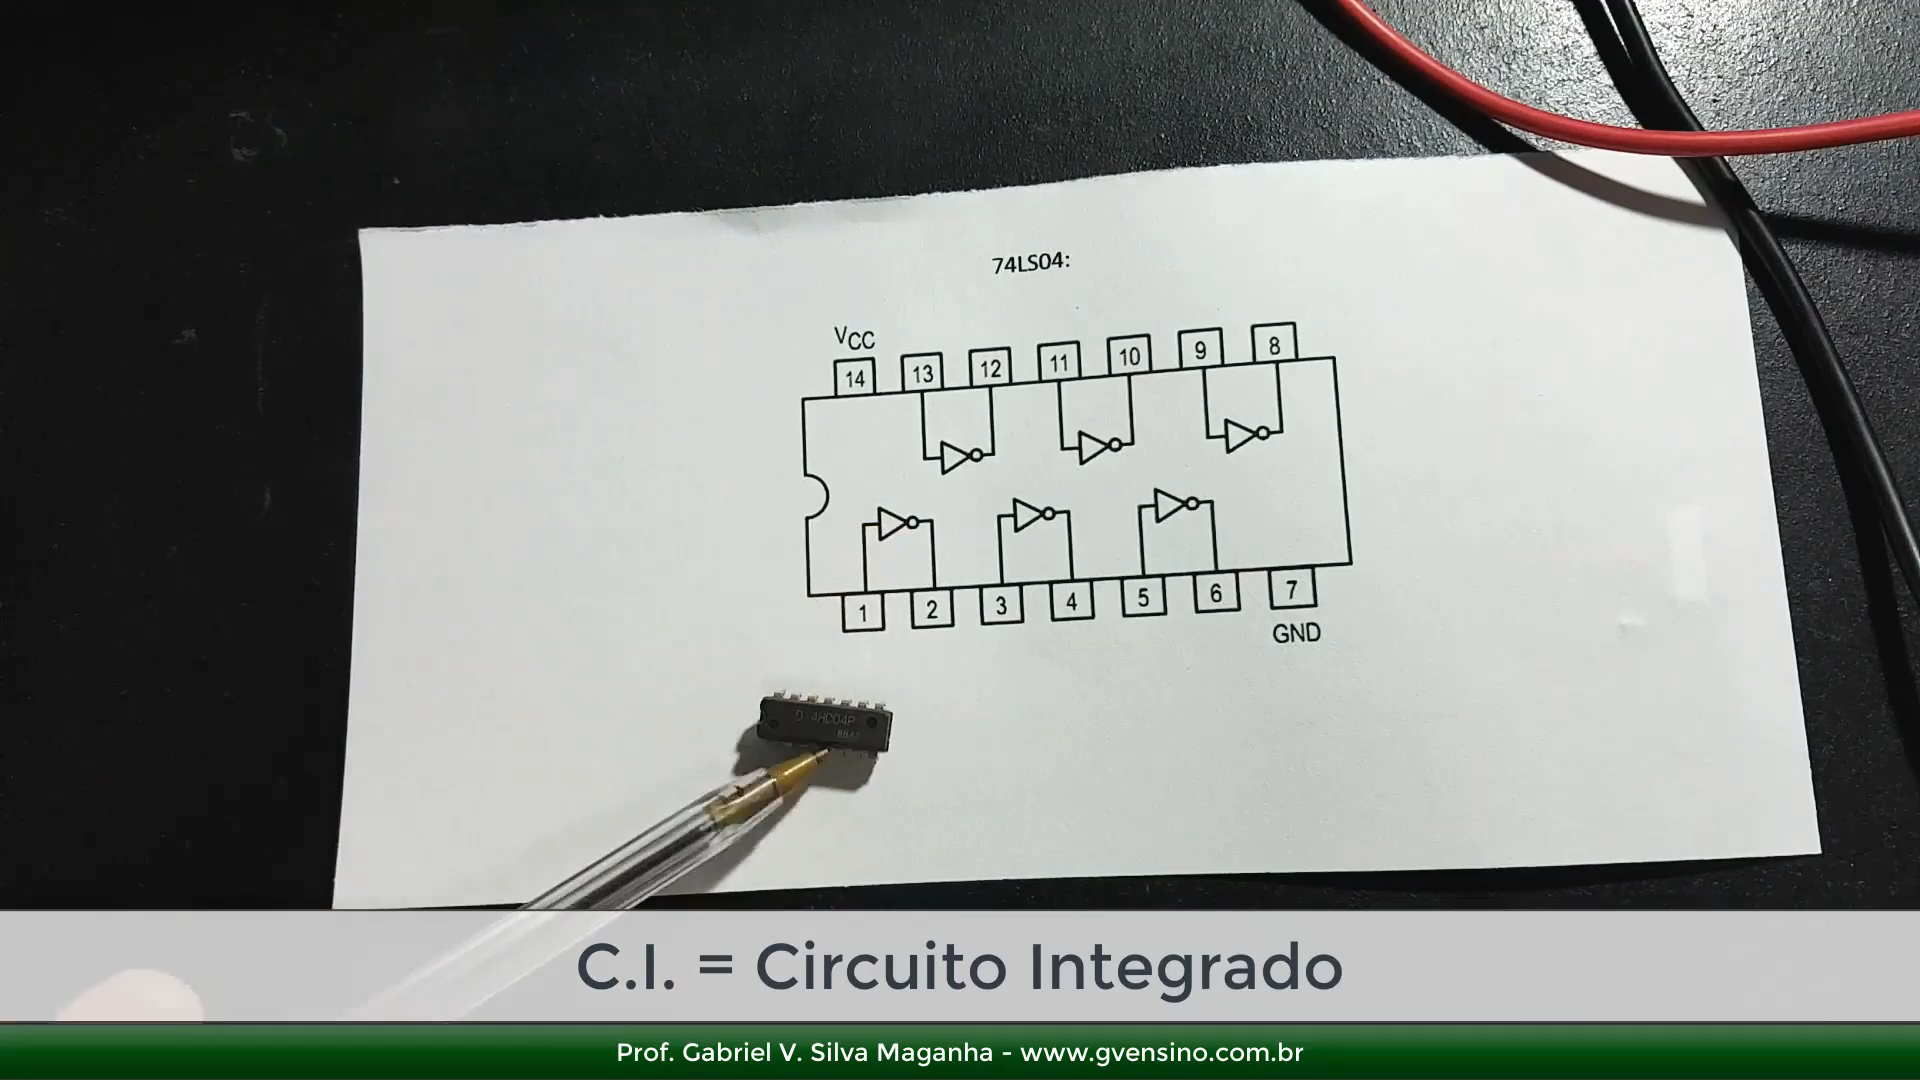 74LS04:
VCC
14 13 12 11 10 9 8
1 2 3 4 5 6 7
GND
C.I. = Circuito Integrado
Prof. Gabriel V. Silva Maganha - www.gvensino.com.br